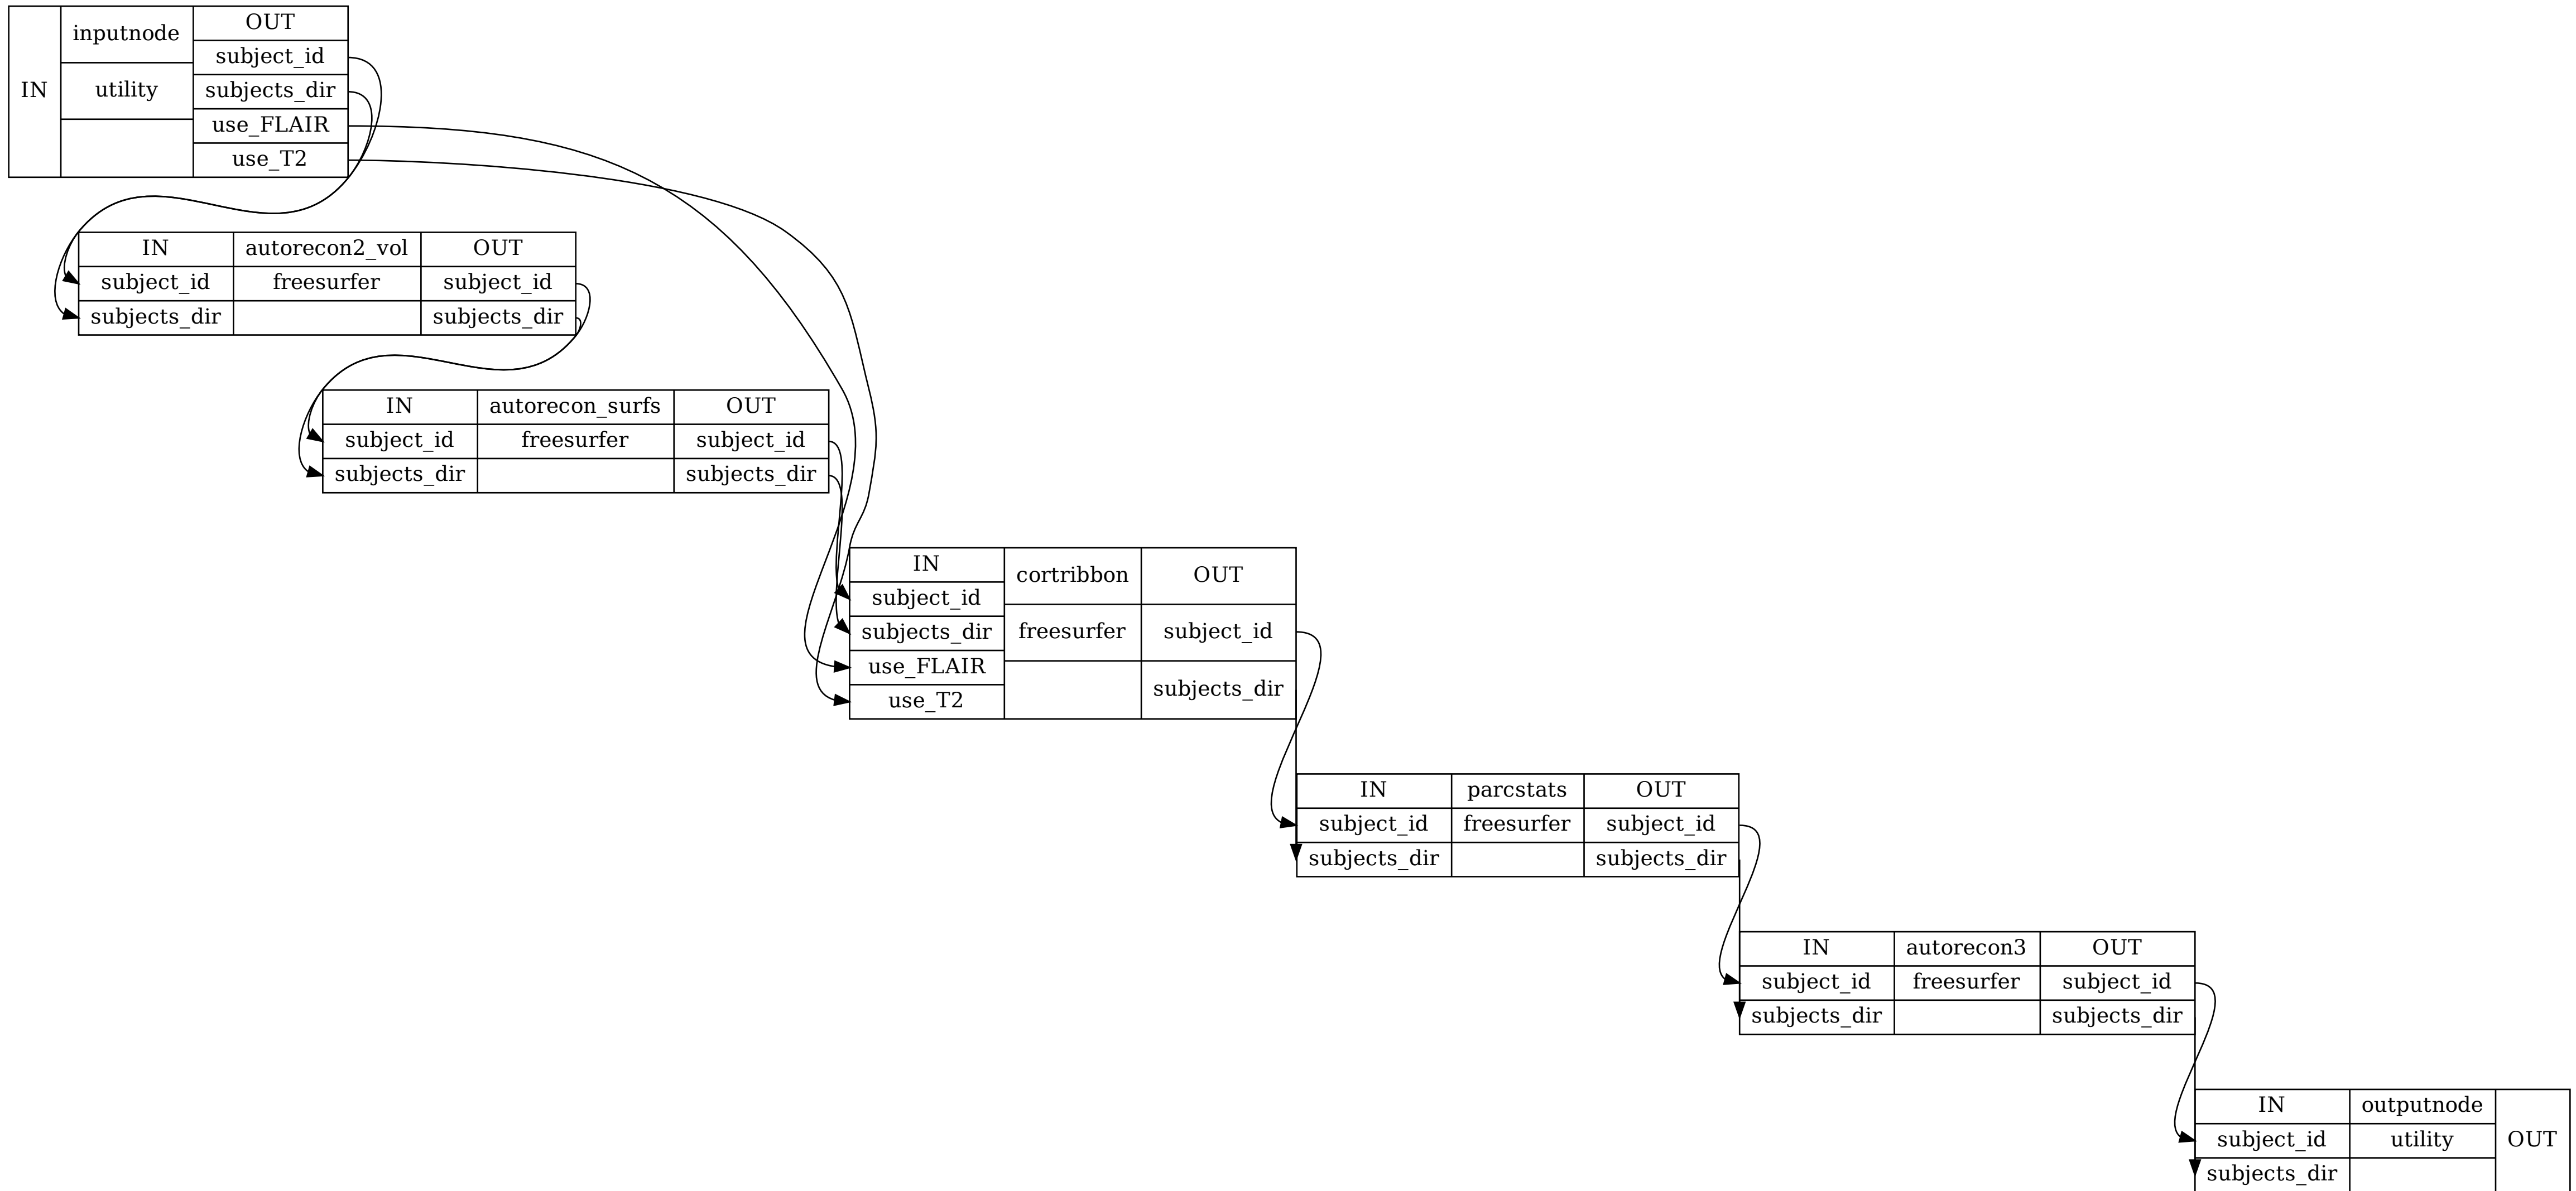 IN
inputnode
utility
OUT
subject_id
subjects_dir
use_FLAIR
use_T2
IN
subject_id
subjects_dir
autorecon2_vol
freesurfer
OUT
subject_id
subjects_dir
IN
subject_id
subjects_dir
autorecon_surfs
freesurfer
OUT
subject_id
subjects_dir
IN
subject_id
subjects_dir
use_FLAIR
use_T2
cortribbon
freesurfer
OUT
subject_id
subjects_dir
IN
subject_id
subjects_dir
parcstats
freesurfer
OUT
subject_id
subjects_dir
IN
subject_id
subjects_dir
autorecon3
freesurfer
OUT
subject_id
subjects_dir
IN
subject_id
subjects_dir
outputnode
utility
OUT